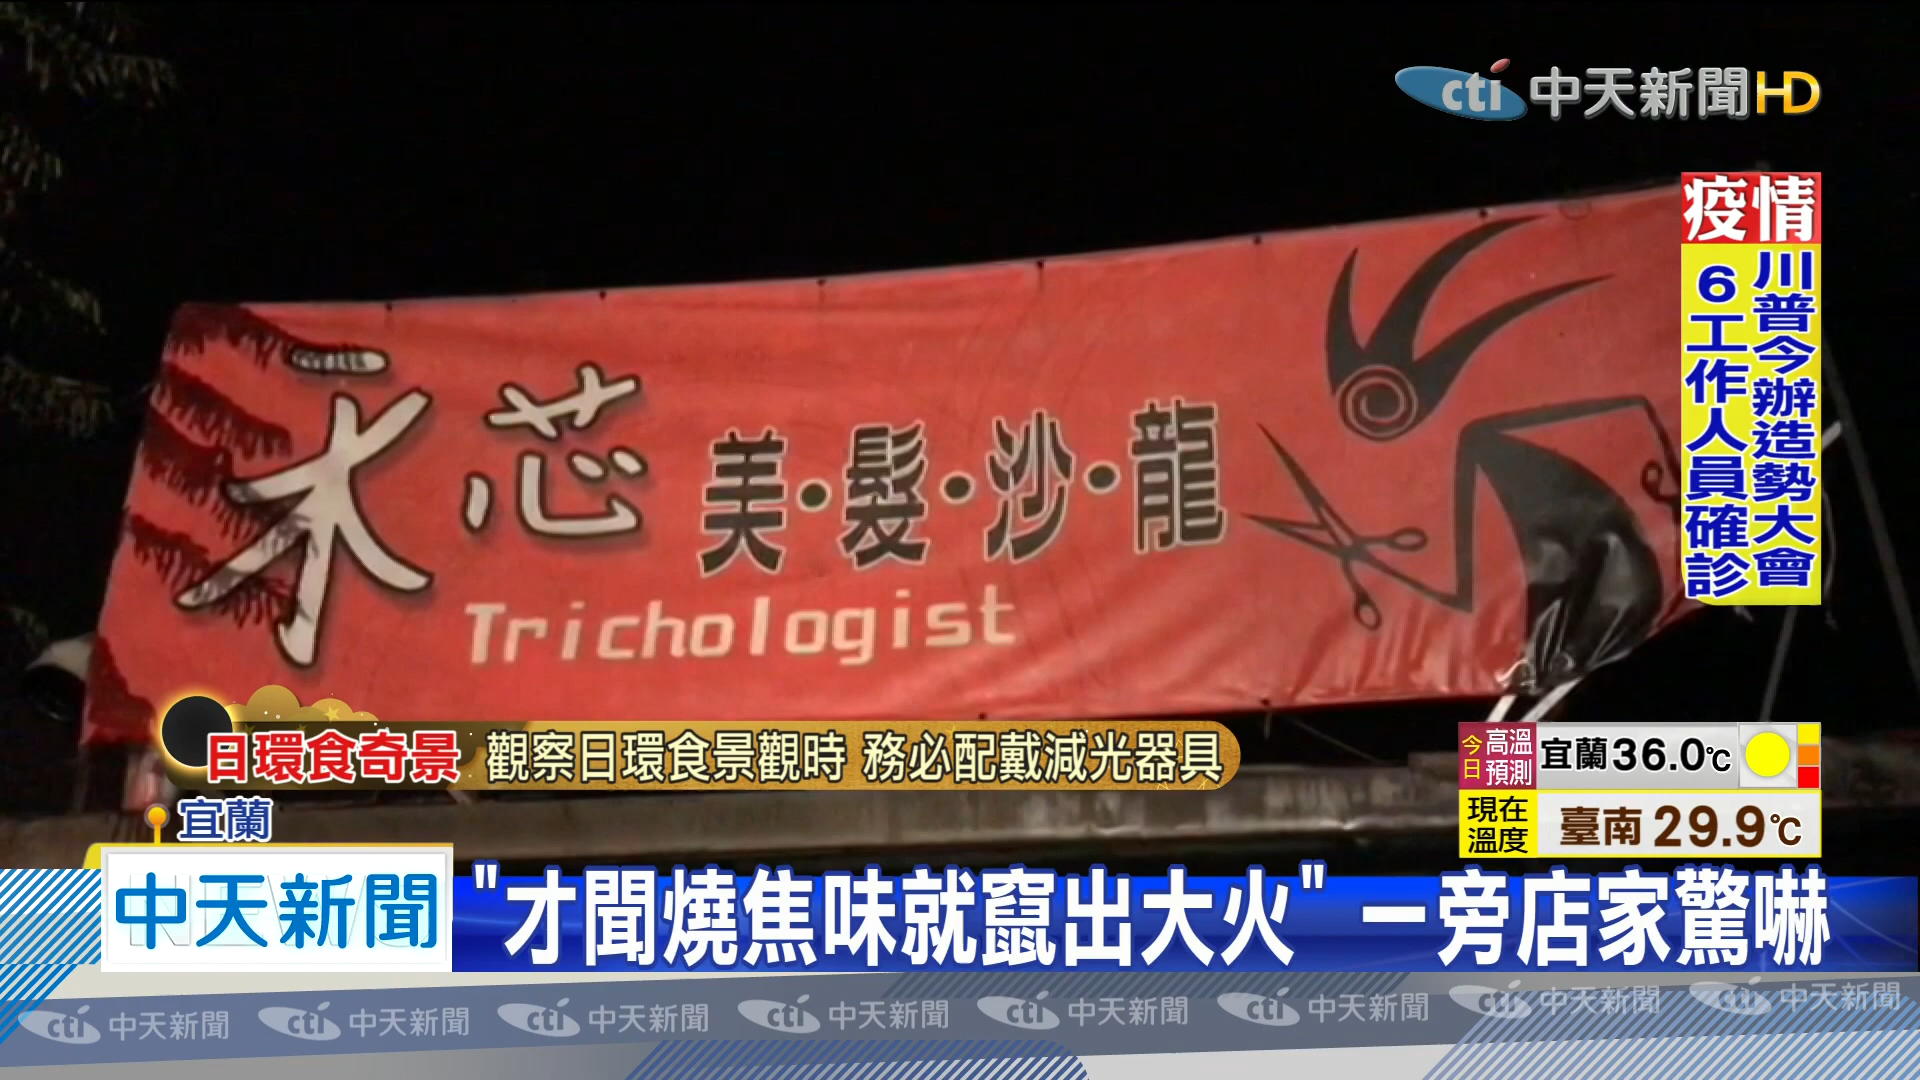 cti 中天新聞HD
疫情
川普今辦造勢大會
6工作人員確診
禾芯 美·髮·沙·龍
Trichologist
日環食奇景 觀察日環食景觀時 務必配戴減光器具
今日 高溫預測 宜蘭36.0℃
現在溫度 臺南 29.9℃
宜蘭
中天新聞 "才聞燒焦味就竄出大火" 一旁店家驚嚇
cti 中天新聞 cti 中天新聞 cti 中天新聞 cti 中天新聞 cti 中天新聞 cti 中天新聞 cti 中天新聞 cti 中天新聞